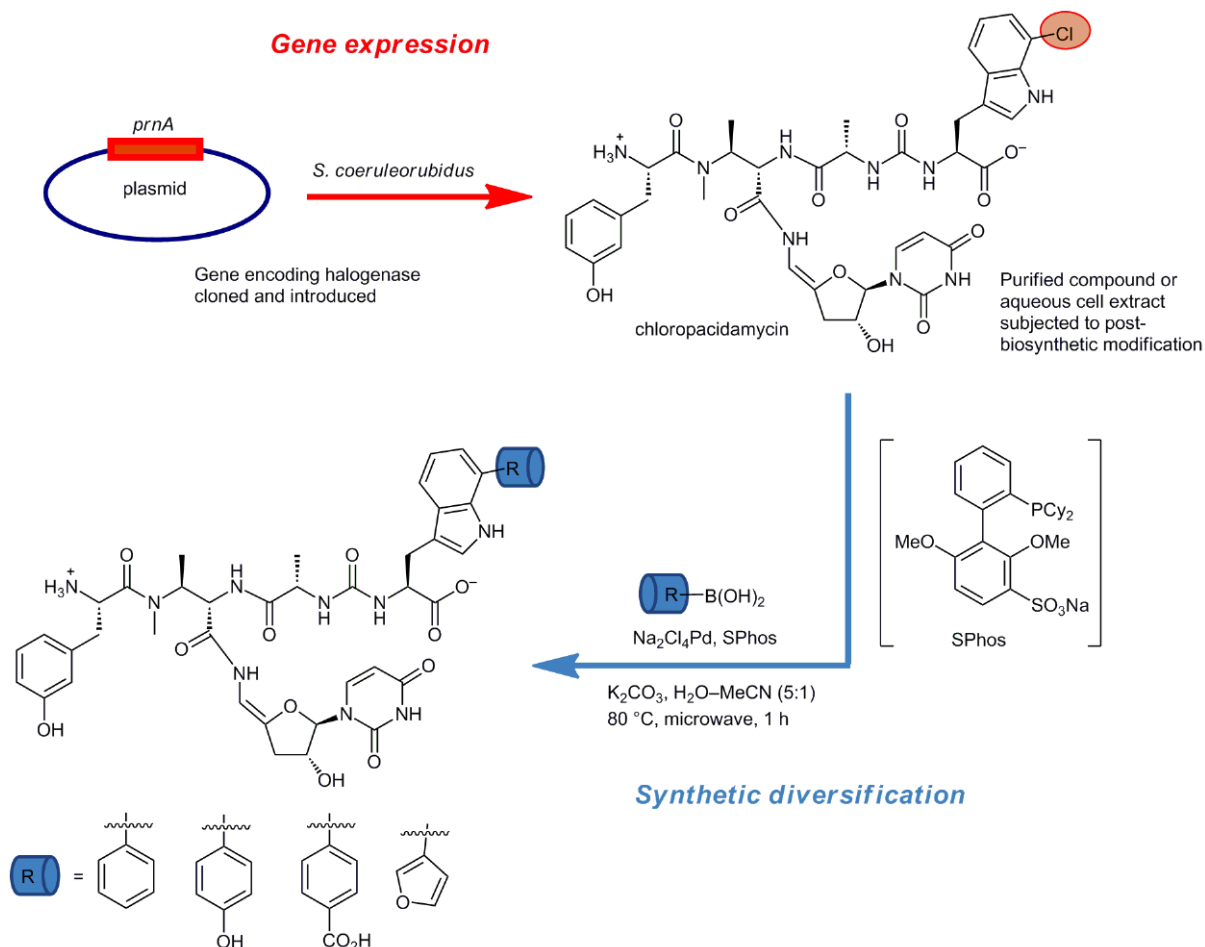 Gene expression
prnA
plasmid
S. coeruleorubidus
Gene encoding halogenase
cloned and introduced
Cl
NH
O
H
N
O
O
H3N
+
N
O
N
H
N
H
O−
O
O
NH
O
O
N
NH
O
OH
OH
chloropacidamycin
Purified compound or
aqueous cell extract
subjected to post-
biosynthetic modification
R
NH
O
H
N
O
O
H3N
+
N
O
N
H
N
H
O−
O
O
NH
O
O
N
NH
O
OH
OH
R B(OH)2
Na2Cl4Pd, SPhos
K2CO3, H2O–MeCN (5:1)
80 °C, microwave, 1 h
PCy2
MeO
OMe
SO3Na
SPhos
Synthetic diversification
R =
OH
CO2H
O